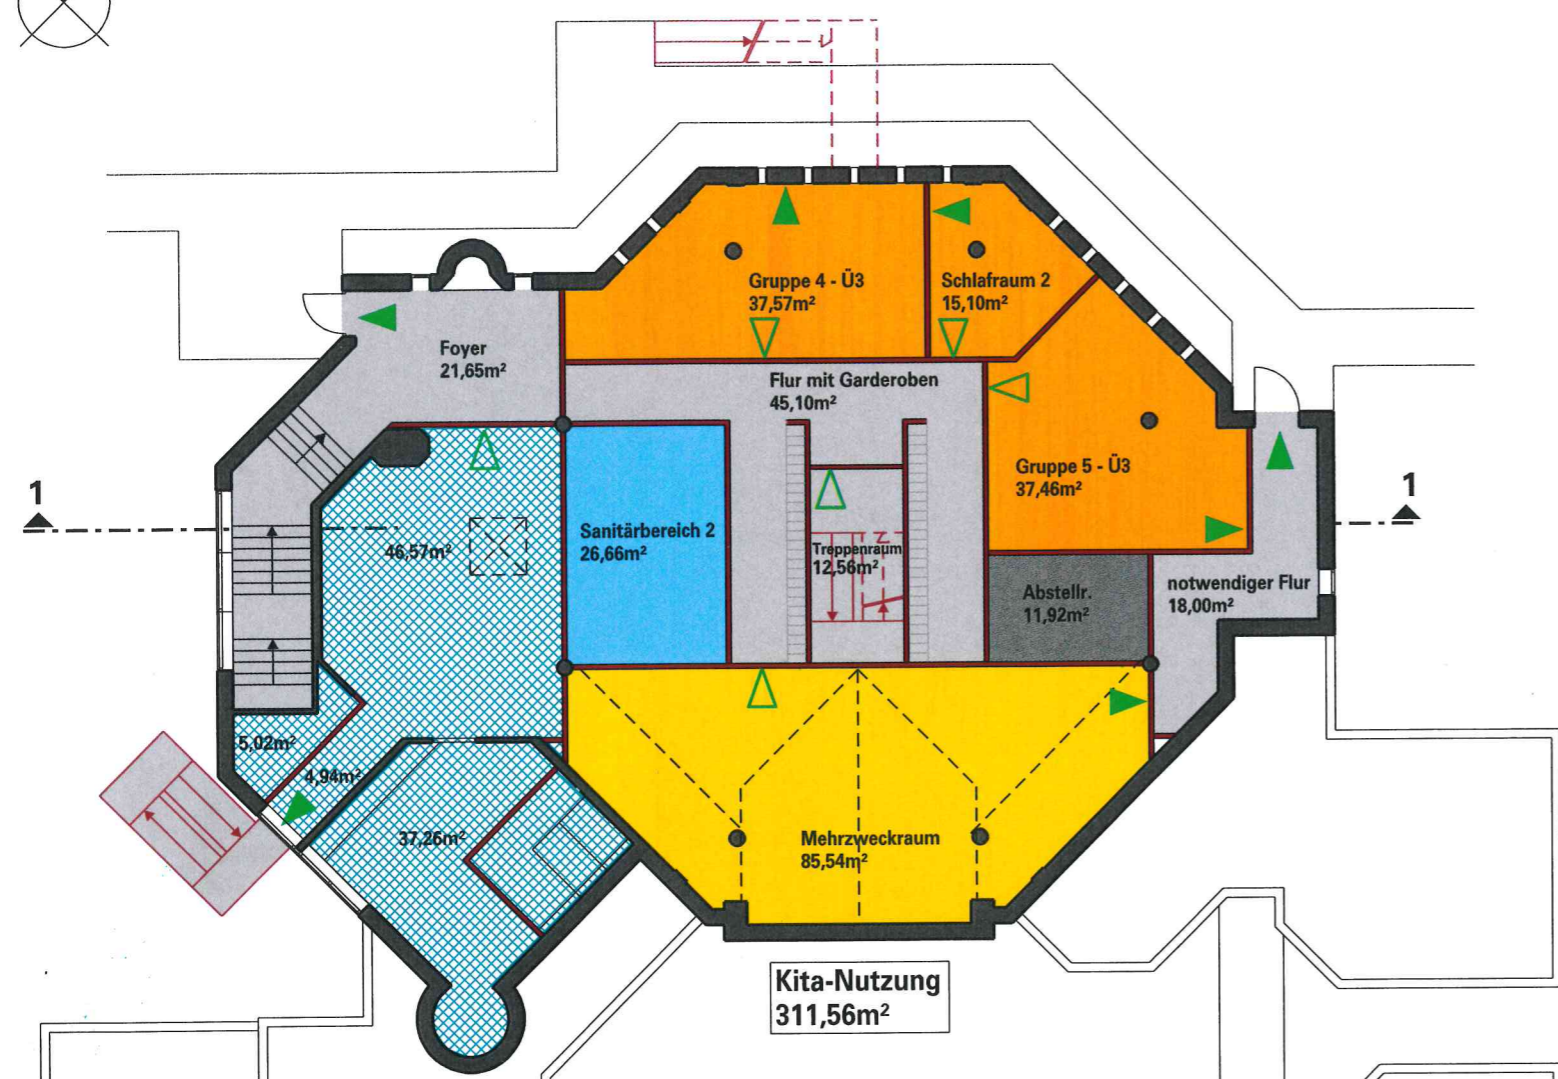 Gruppe 4 - Ü3
37,57m²
Schlafraum 2
15,10m²
Foyer
21,65m²
Flur mit Garderoben
45,10m²
Gruppe 5 - Ü3
37,46m²
1
1
Sanitärbereich 2
26,66m²
46,57m²
Treppenraum
12,56m²
Abstellr.
11,92m²
notwendiger Flur
18,00m²
5,02m²
4,94m²
37,26m²
Mehrzweckraum
85,54m²
Kita-Nutzung
311,56m²